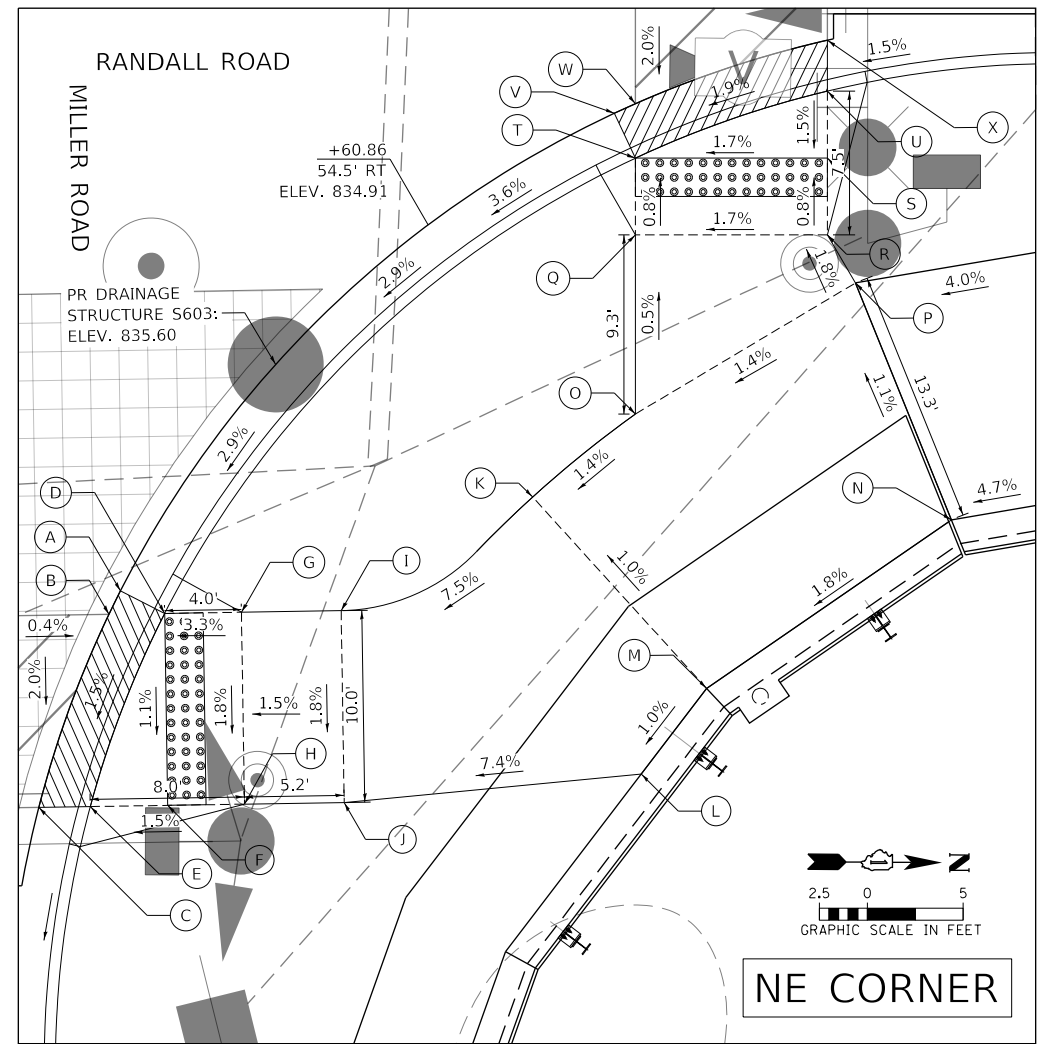 RANDALL ROAD
MILLER ROAD
+60.86
54.5' RT
ELEV. 834.91
PR DRAINAGE
STRUCTURE S603:
ELEV. 835.60
W
V
T
2.0%
V
1.9%
1.5%
X
U
1.5%
7.5'
1.7%
S
0.8%
0.8%
1.7%
R
3.6%
2.9%
Q
1.8%
4.0%
P
9.3'
0.5%
1.4%
O
1.1%
13.3'
2.9%
1.4%
K
N
4.7%
D
A
B
G
I
4.0'
3.3%
7.5%
1.0%
1.8%
0.4%
2.0%
1.5%
1.1%
1.8%
1.5%
1.8%
10.0'
M
C
1.0%
H
7.4%
8.0'
5.2'
L
1.5%
J
F
E
C
N
2.5 0 5
GRAPHIC SCALE IN FEET
NE CORNER